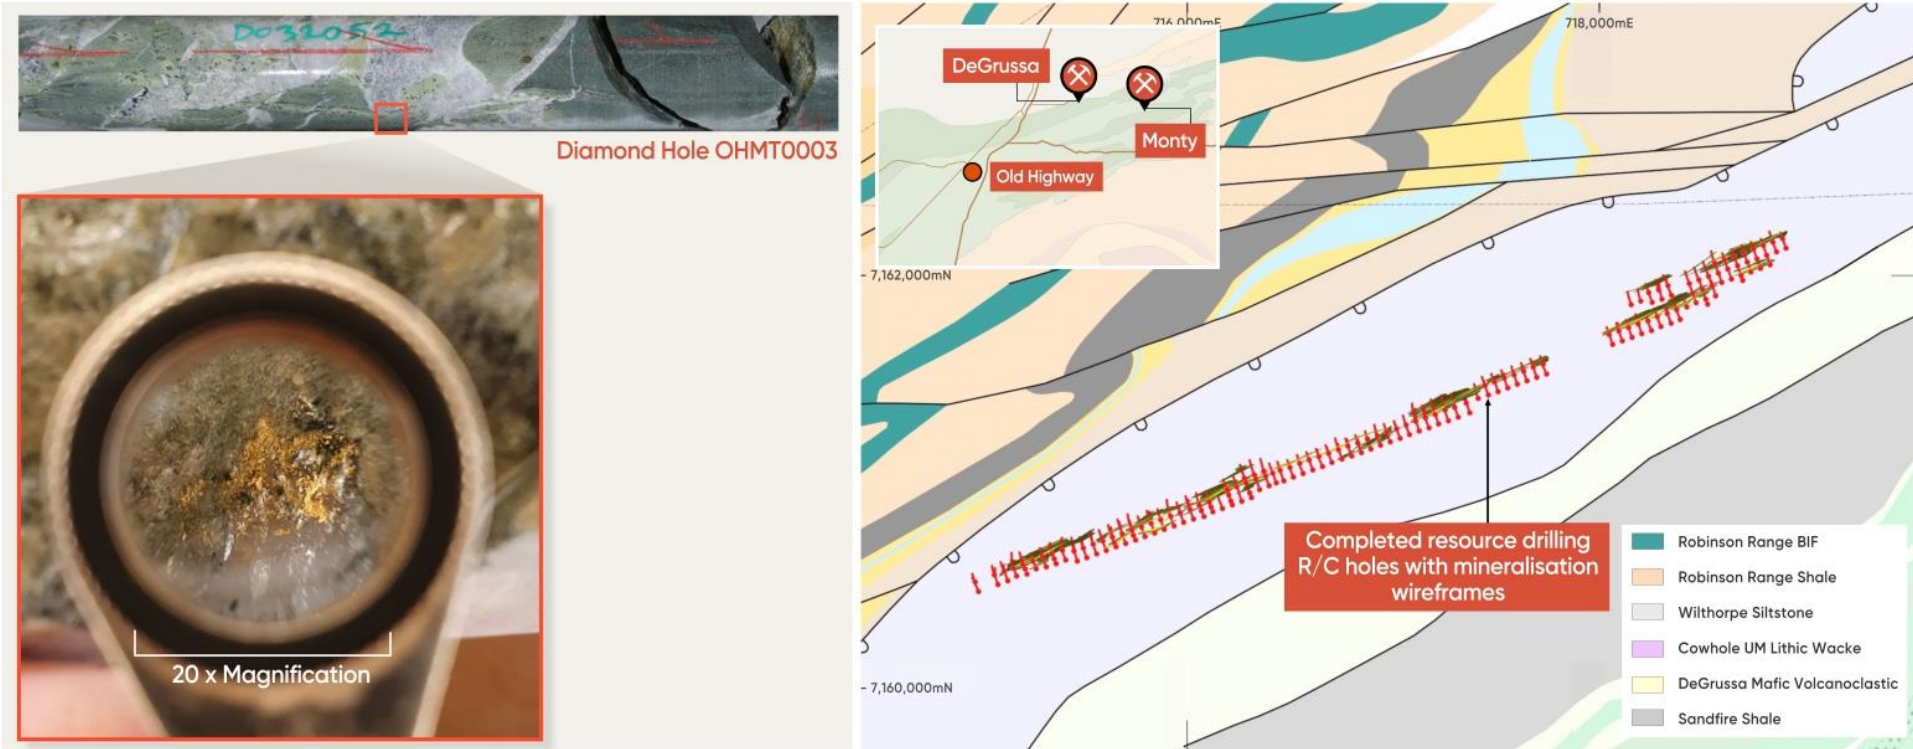 DO32052
Diamond Hole OHMT0003
20 x Magnification
716,000mE
718,000mE
DeGrussa
Monty
Old Highway
7,162,000mN
7,160,000mN
Completed resource drilling
R/C holes with mineralisation
wireframes
Robinson Range BIF
Robinson Range Shale
Wilthorpe Siltstone
Cowhole UM Lithic Wacke
DeGrussa Mafic Volcanoclastic
Sandfire Shale